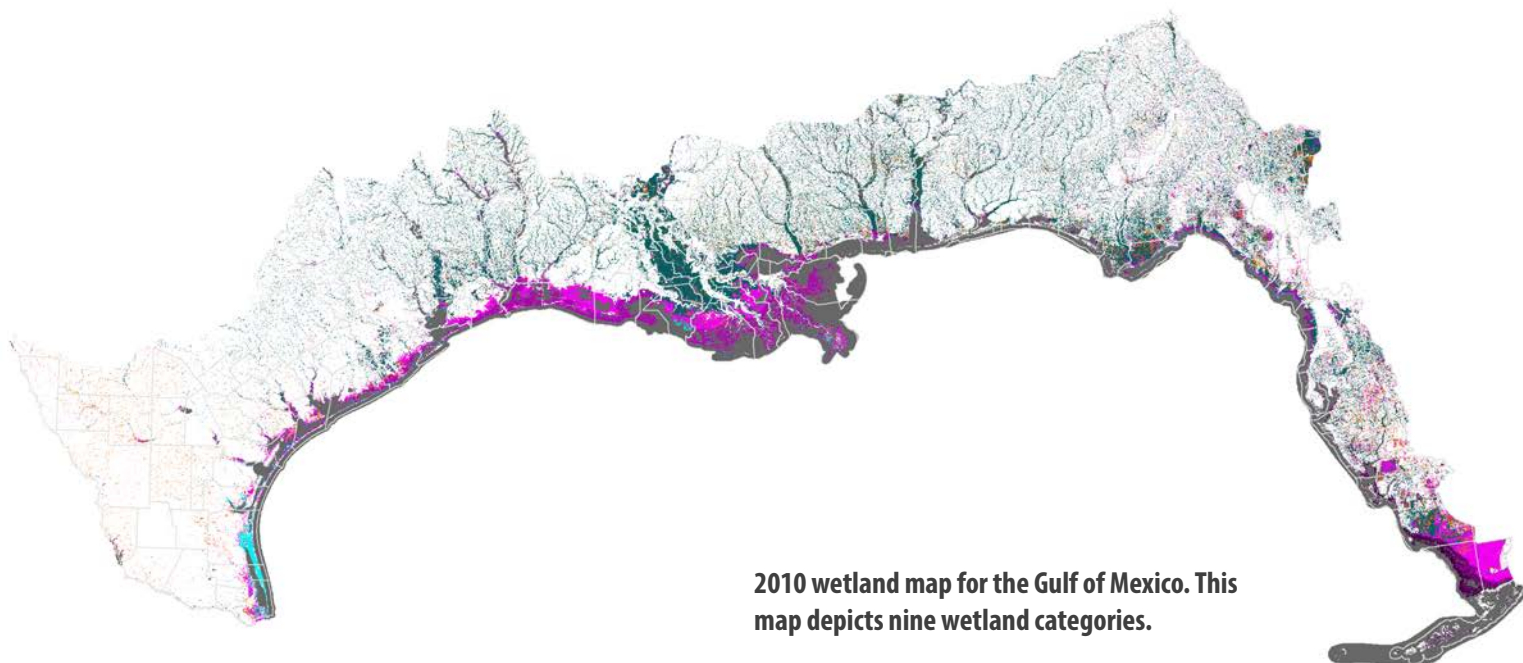 2010 wetland map for the Gulf of Mexico. This
map depicts nine wetland categories.